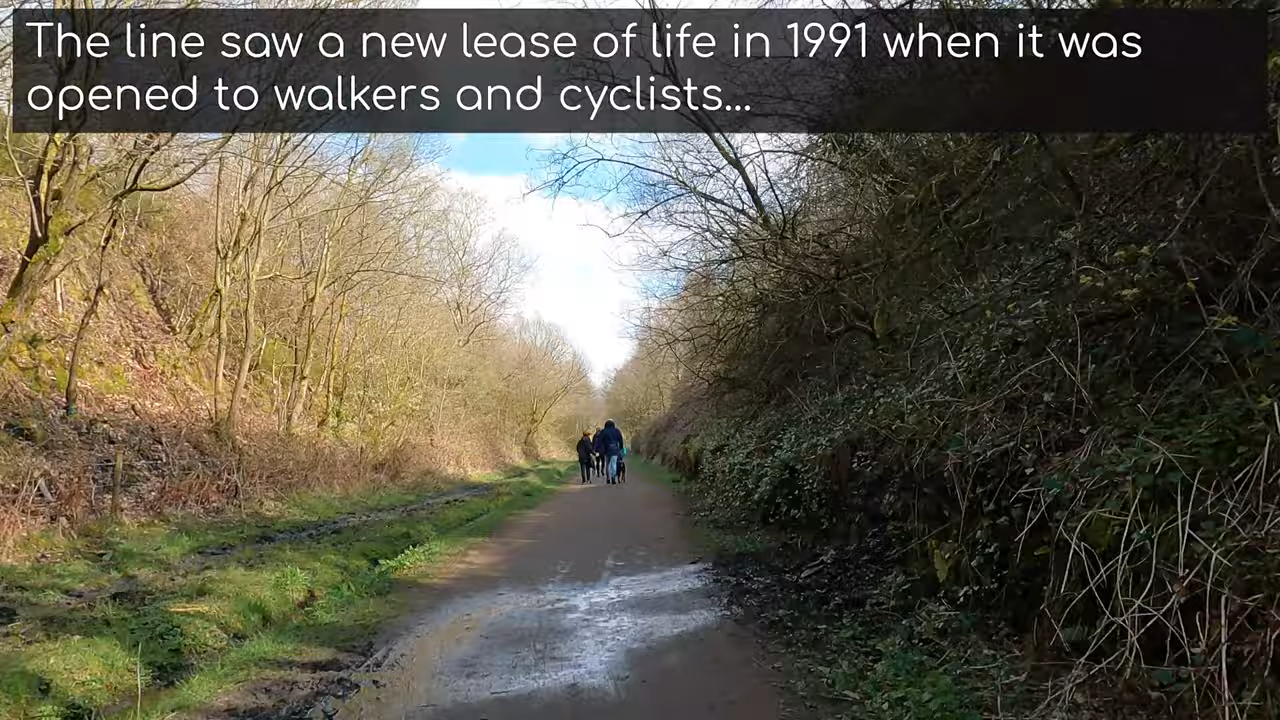 The line saw a new lease of life in 1991 when it was
opened to walkers and cyclists...